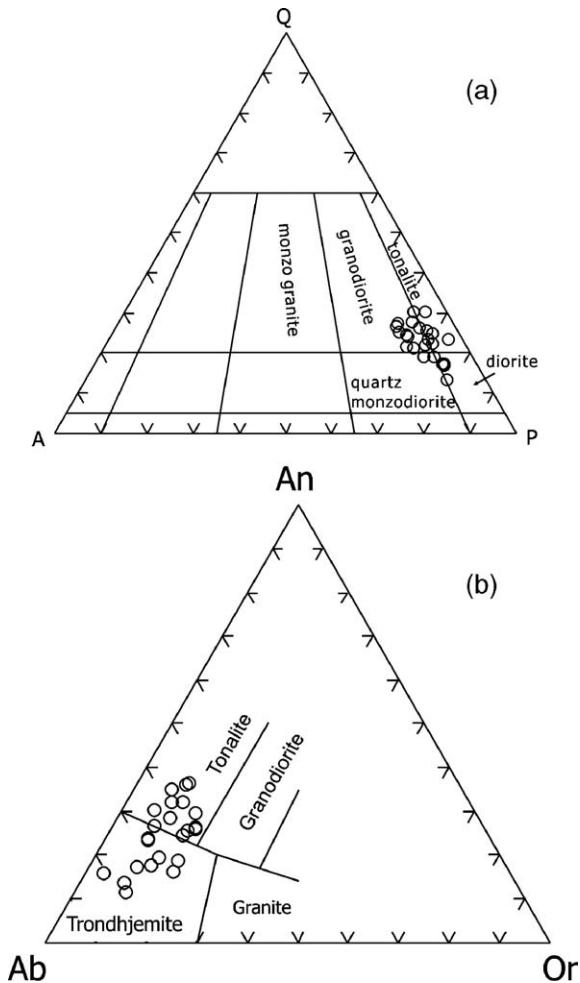 Q
(a)
monzo
granite
granodiorite
tonalite
diorite
quartz
monzodiorite
A
P
An
(b)
Tonalite
Granodiorite
Trondhjemite
Granite
Ab
Or